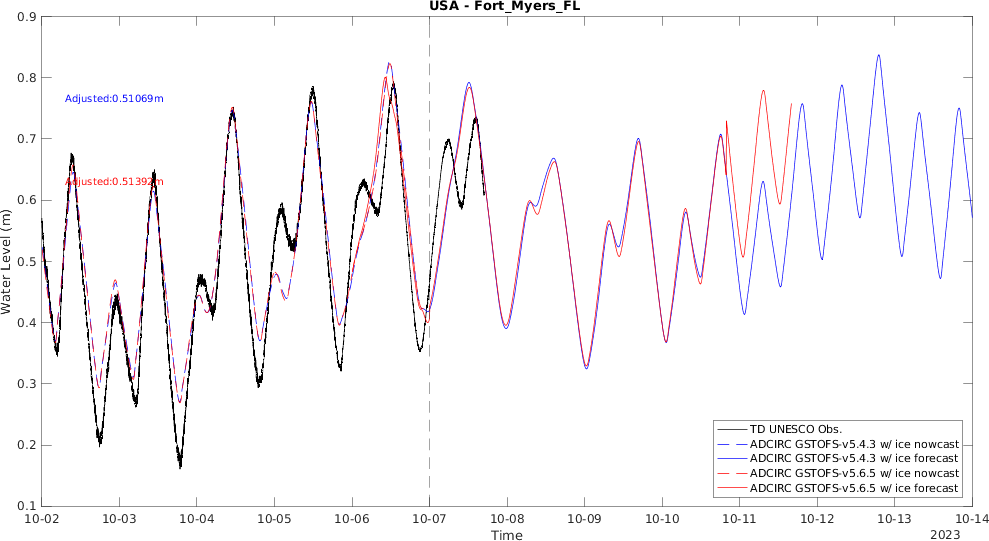 USA - Fort_Myers_FL
0.9
0.8
0.7
0.6
0.5
0.4
0.3
0.2
0.1
Water Level (m)
Adjusted:0.51069m
Adjusted:0.51392m
TD UNESCO Obs.
ADCIRC GSTOFS-v5.4.3 w/ ice nowcast
ADCIRC GSTOFS-v5.4.3 w/ ice forecast
ADCIRC GSTOFS-v5.6.5 w/ ice nowcast
ADCIRC GSTOFS-v5.6.5 w/ ice forecast
10-02 10-03 10-04 10-05 10-06 10-07 10-08 10-09 10-10 10-11 10-12 10-13 10-14
Time
2023